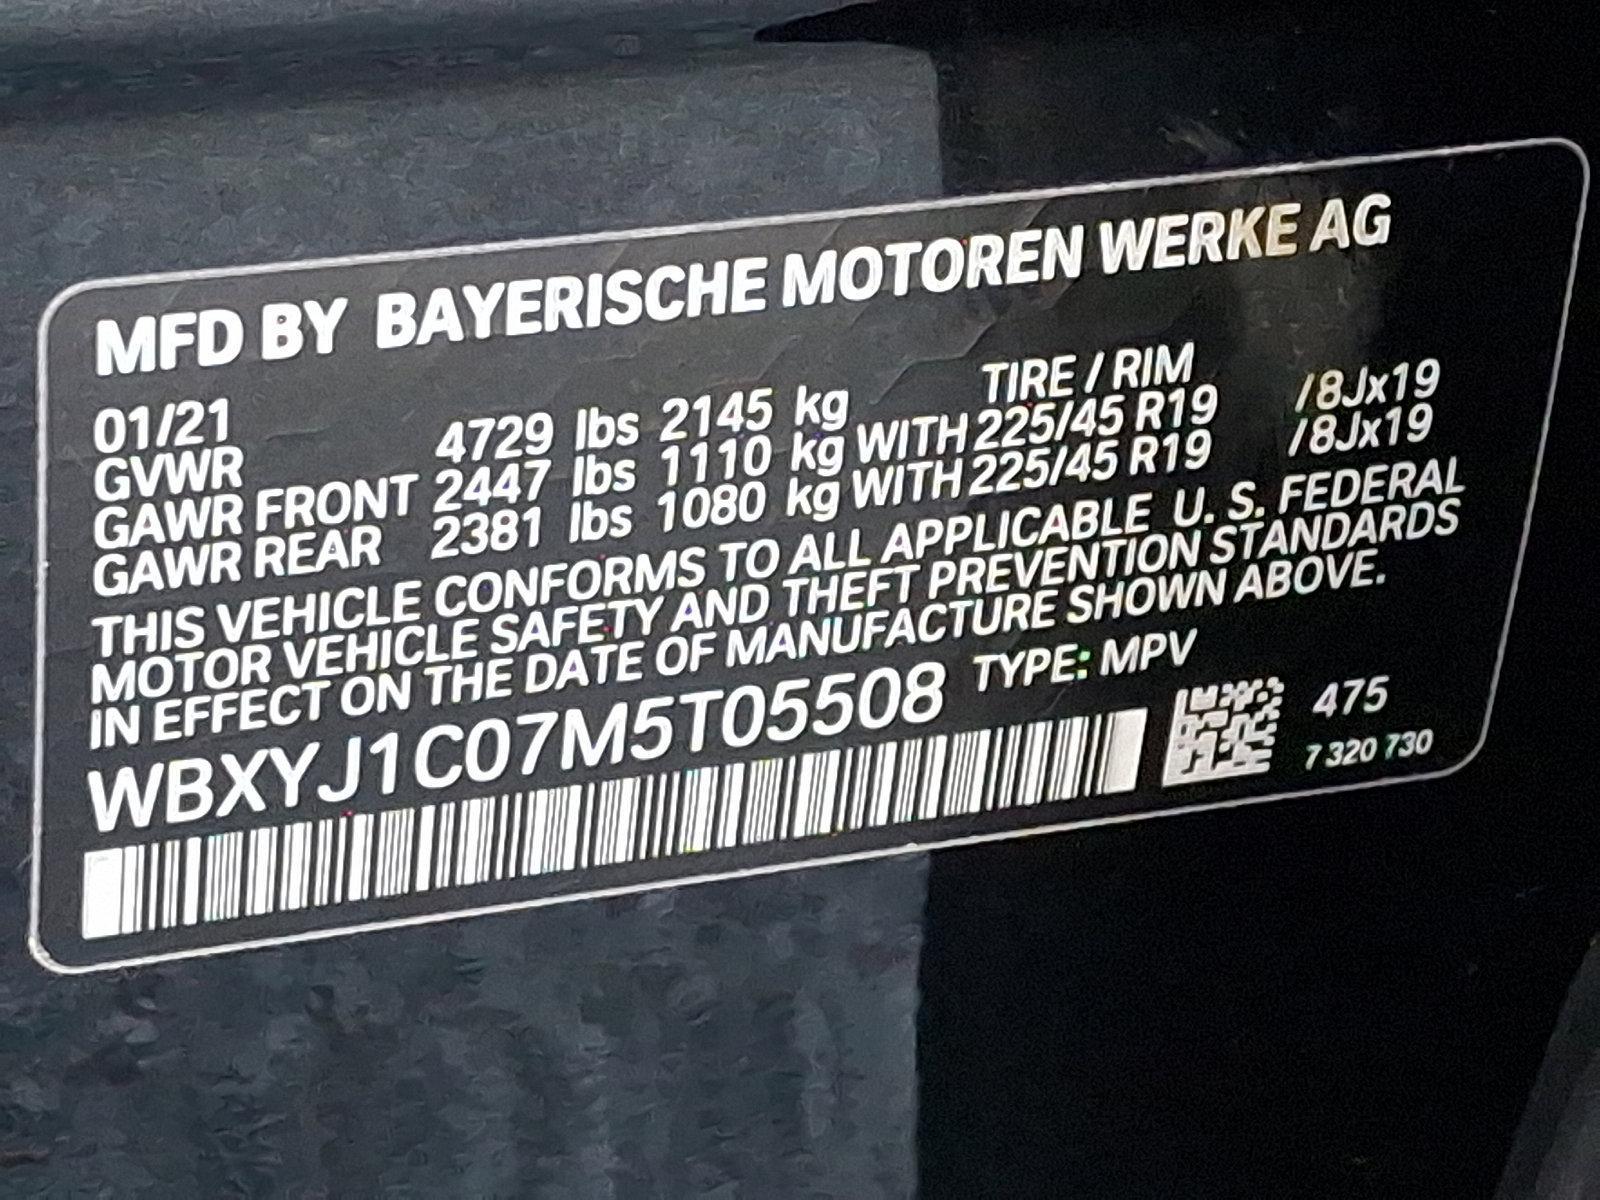 MFD BY BAYERISCHE MOTOREN WERKE AG
01/21 TIRE / RIM
GVWR 4729 lbs 2145 kg
GAWR FRONT 2447 lbs 1110 kg WITH 225/45 R19 /8Jx19
GAWR REAR 2381 lbs 1080 kg WITH 225/45 R19 /8Jx19
THIS VEHICLE CONFORMS TO ALL APPLICABLE U. S. FEDERAL
MOTOR VEHICLE SAFETY AND THEFT PREVENTION STANDARDS
IN EFFECT ON THE DATE OF MANUFACTURE SHOWN ABOVE.
WBXYJ1C07M5T05508 TYPE: MPV
475
7 320 730